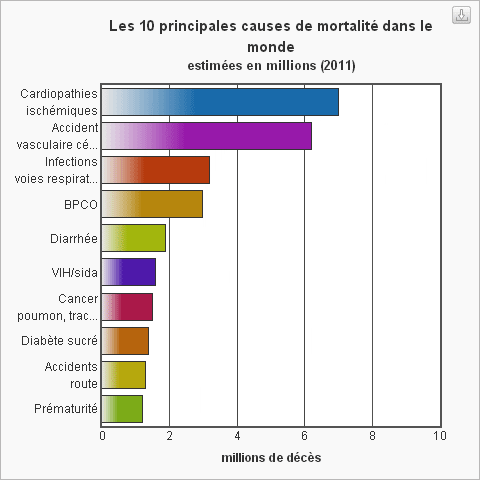 Les 10 principales causes de mortalité dans le
monde
estimées en millions (2011)
Cardiopathies
ischémiques
Accident
vasculaire cé...
Infections
voies respirat...
BPCO
Diarrhée
VIH/sida
Cancer
poumon, trac...
Diabète sucré
Accidents
route
Prématurité
0 2 4 6 8 10
millions de décès